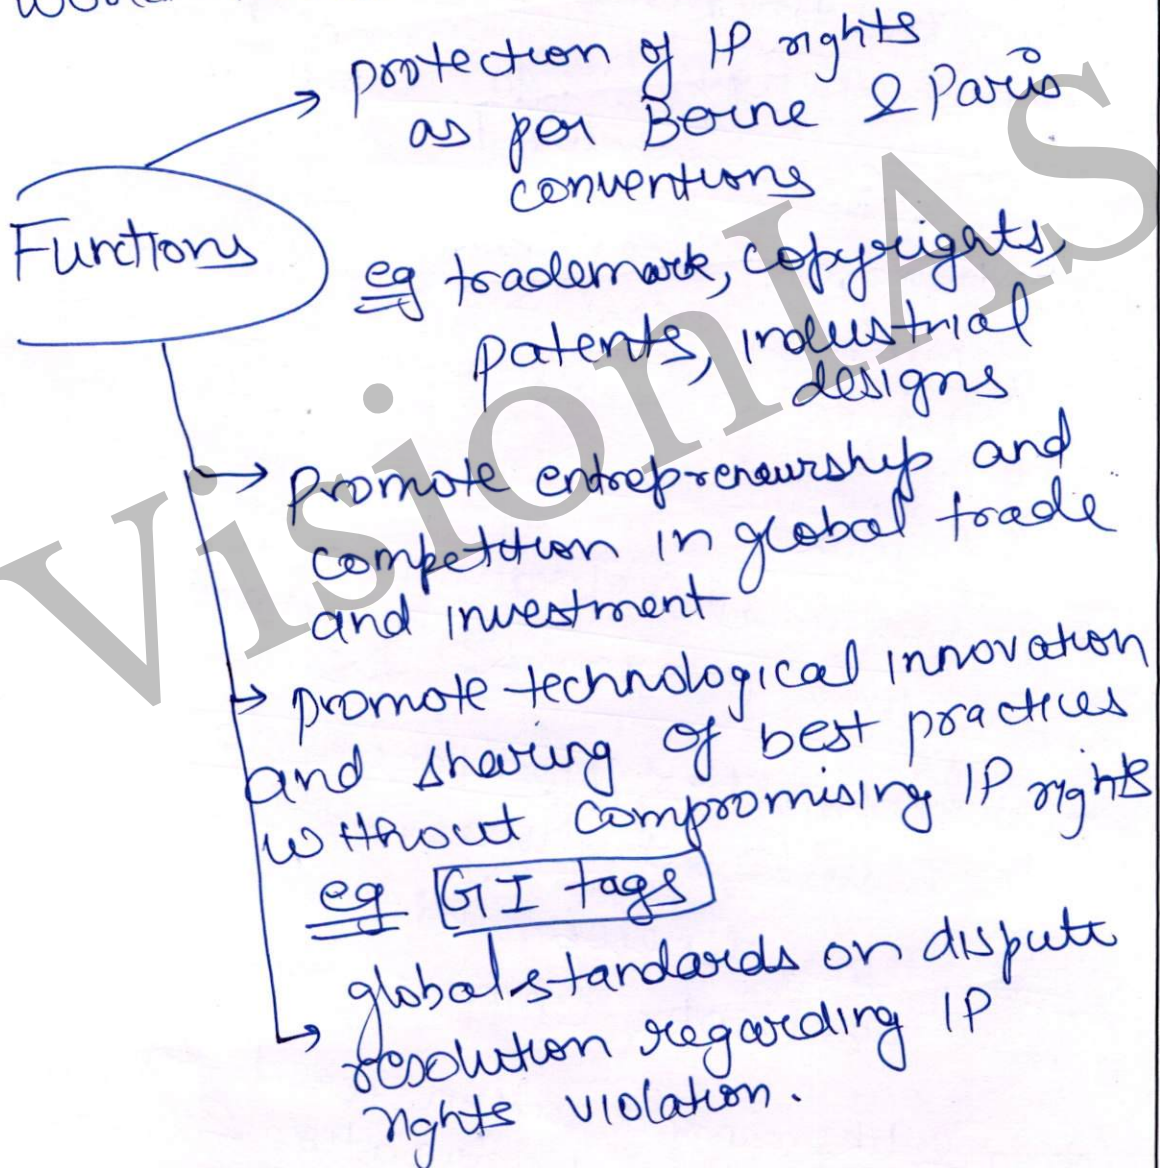 protection of IP rights
as per Berne & Paris
conventions
Functions
eg trademark, copyrights,
patents, industrial
designs
promote entrepreneurship and
competition in global trade
and investment
promote technological innovation
and sharing of best practices
without compromising IP rights
eg GI tags
global standards on dispute
resolution regarding IP
rights violation.
VisionIAS